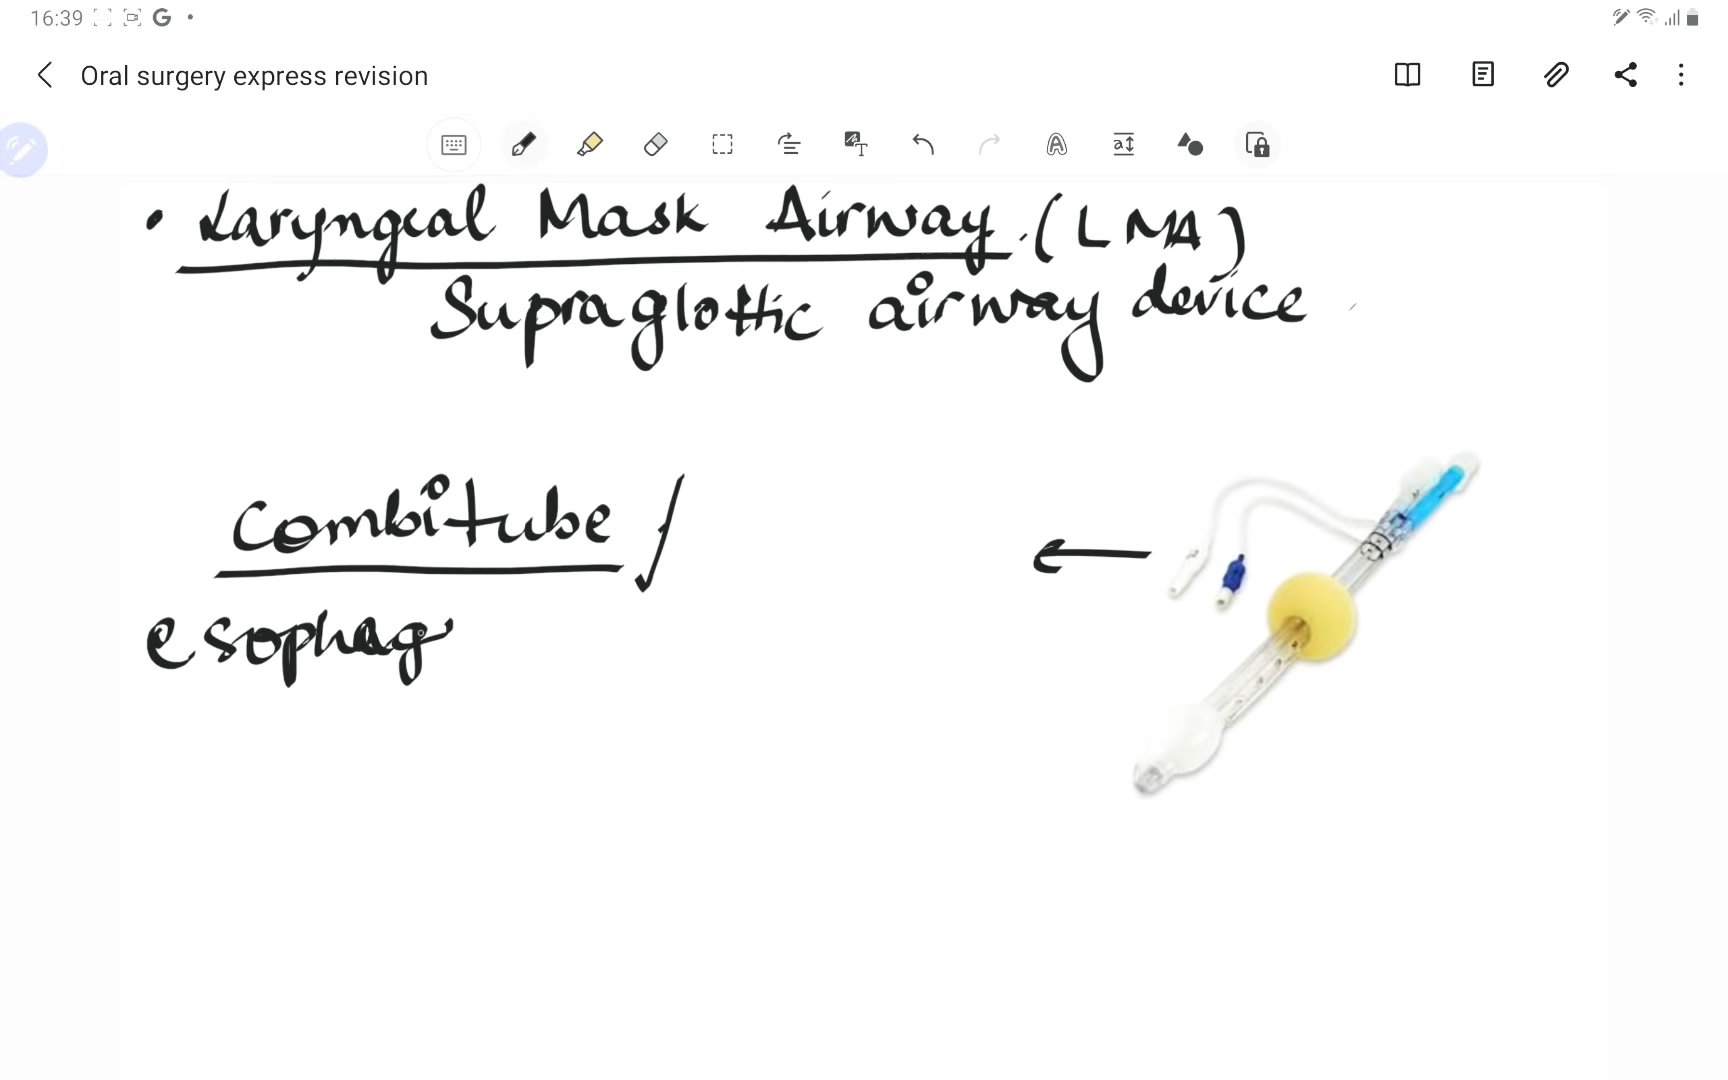 16:39 G
Oral surgery express revision
• Laryngeal Mask Airway. (LMA)
Supraglottic airway device
Combitube /
esophag